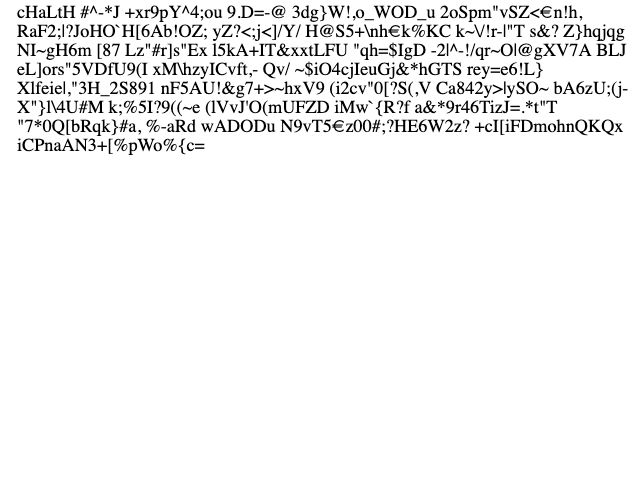 cHaLtH #^-*J +xr9pY^4;ou 9.D=-@ 3dg}W!,o_WOD_u 2oSpm"vSZ<€n!h,
RaF2;|?JoHO`H[6Ab!OZ; yZ?<;j<]/Y/ H@S5+\nh€k%KC k~V!r-|"T s&? Z}hqjqg
NI~gH6m [87 Lz"#r]s"Ex l5kA+IT&xxtLFU "qh=$IgD -2|^-!/qr~O|@gXV7A BLJ
eL]ors"5VDfU9(I xM\hzyICvft,- Qv/ ~$iO4cjIeuGj&*hGTS rey=e6!L}
Xlfeie|,"3H_2S891 nF5AU!&g7+>~hxV9 (i2cv"0[?S(,V Ca842y>|ySO~ bA6zU;(j-
X"}l\4U#M k;%5I?9((~e (lVvJ'O(mUFZD iMw`{R?f a&*9r46TizJ=.*t"T
"7*0Q[bRqk}#a, %-aRd wADODu N9vT5€z00#;?HE6W2z? +cI[iFDmohnQKQx
iCPnaAN3+[%pWo%{c=